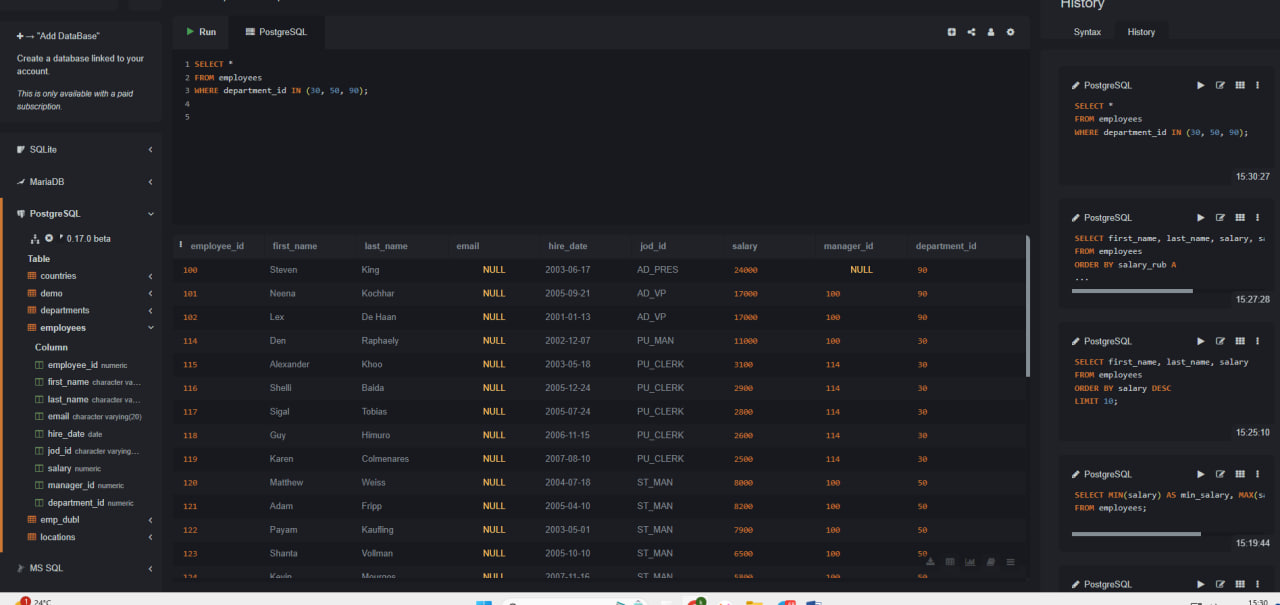 History
+ → "Add DataBase"
Create a database linked to your
account.
This is only available with a paid
subscription.
SQLite
MariaDB
PostgreSQL
0.17.0 beta
Table
countries
demo
departments
employees
Column
employee_id numeric
first_name character va...
last_name character va...
email character varying(20)
hire_date date
jod_id character varying...
salary numeric
manager_id numeric
department_id numeric
emp_dubl
locations
MS SQL
Run PostgreSQL
1 SELECT *
2 FROM employees
3 WHERE department_id IN (30, 50, 90);
4
5
employee_id first_name last_name email hire_date jod_id salary manager_id department_id
100 Steven King NULL 2003-06-17 AD_PRES 24000 NULL 90
101 Neena Kochhar NULL 2005-09-21 AD_VP 17000 100 90
102 Lex De Haan NULL 2001-01-13 AD_VP 17000 100 90
114 Den Raphaely NULL 2002-12-07 PU_MAN 11000 100 30
115 Alexander Khoo NULL 2003-05-18 PU_CLERK 3100 114 30
116 Shelli Baida NULL 2005-12-24 PU_CLERK 2900 114 30
117 Sigal Tobias NULL 2005-07-24 PU_CLERK 2800 114 30
118 Guy Himuro NULL 2006-11-15 PU_CLERK 2600 114 30
119 Karen Colmenares NULL 2007-08-10 PU_CLERK 2500 114 30
120 Matthew Weiss NULL 2004-07-18 ST_MAN 8000 100 50
121 Adam Fripp NULL 2005-04-10 ST_MAN 8200 100 50
122 Payam Kaufling NULL 2003-05-01 ST_MAN 7900 100 50
123 Shanta Vollman NULL 2005-10-10 ST_MAN 6500 100 50
124 Kevin Mourgos NULL 2007-11-16 ST_MAN 5800 100 50
Syntax History
PostgreSQL
SELECT *
FROM employees
WHERE department_id IN (30, 50, 90);
15:30:27
PostgreSQL
SELECT first_name, last_name, salary, s
FROM employees
ORDER BY salary_rub A
...
15:27:28
PostgreSQL
SELECT first_name, last_name, salary
FROM employees
ORDER BY salary DESC
LIMIT 10;
15:25:10
PostgreSQL
SELECT MIN(salary) AS min_salary, MAX(s
FROM employees;
15:19:44
PostgreSQL
1
24°C
15:30